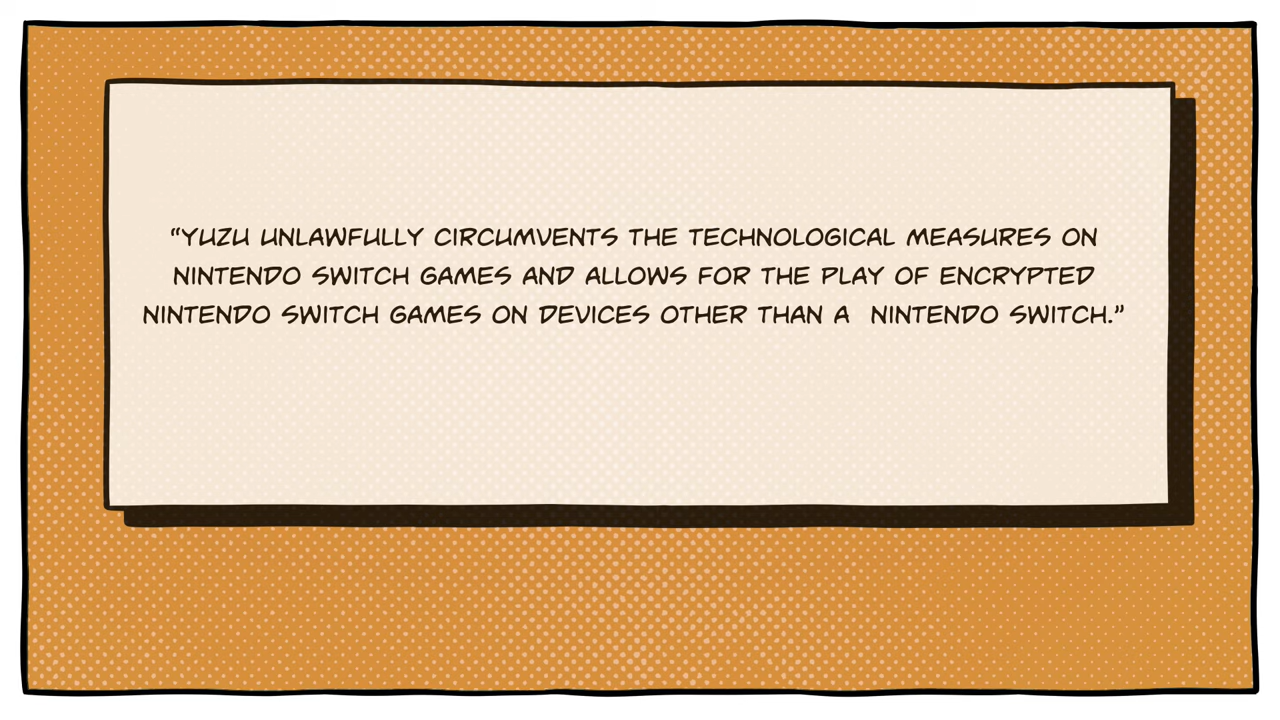 “YUZU UNLAWFULLY CIRCUMVENTS THE TECHNOLOGICAL MEASURES ON
NINTENDO SWITCH GAMES AND ALLOWS FOR THE PLAY OF ENCRYPTED
NINTENDO SWITCH GAMES ON DEVICES OTHER THAN A  NINTENDO SWITCH.”